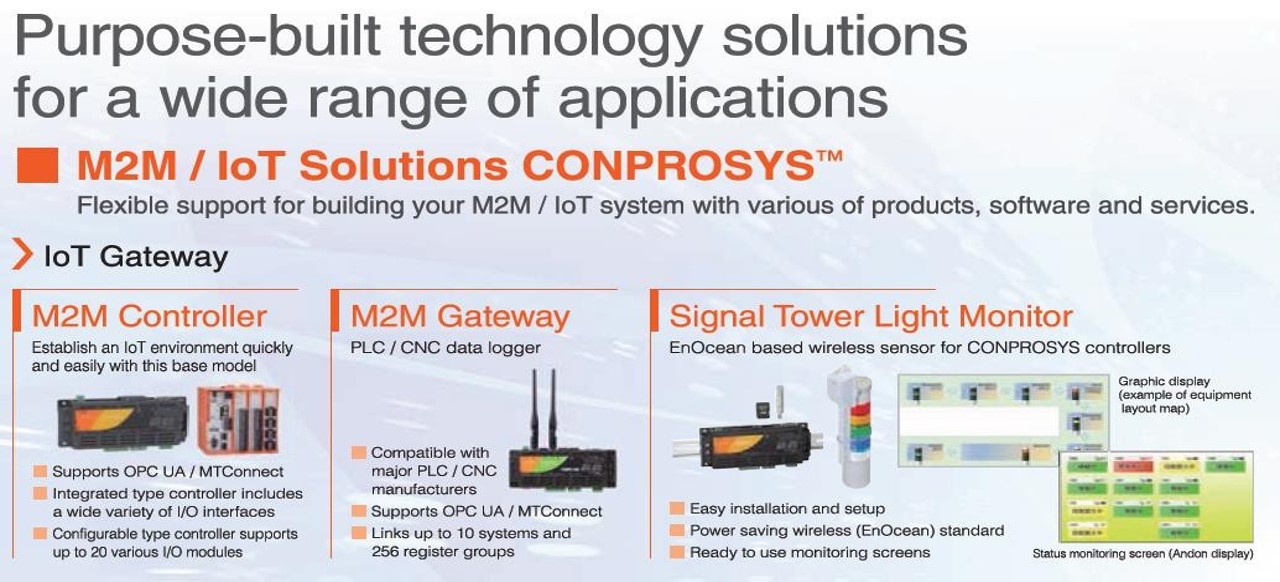 Purpose-built technology solutions
for a wide range of applications
M2M / IoT Solutions CONPROSYS™
Flexible support for building your M2M / IoT system with various of products, software and services.
IoT Gateway
M2M Controller
Establish an IoT environment quickly
and easily with this base model
Supports OPC UA / MTConnect
Integrated type controller includes
a wide variety of I/O interfaces
Configurable type controller supports
up to 20 various I/O modules
M2M Gateway
PLC / CNC data logger
Compatible with
major PLC / CNC
manufacturers
Supports OPC UA / MTConnect
Links up to 10 systems and
256 register groups
Signal Tower Light Monitor
EnOcean based wireless sensor for CONPROSYS controllers
Graphic display
(example of equipment
layout map)
Easy installation and setup
Power saving wireless (EnOcean) standard
Ready to use monitoring screens
Status monitoring screen (Andon display)